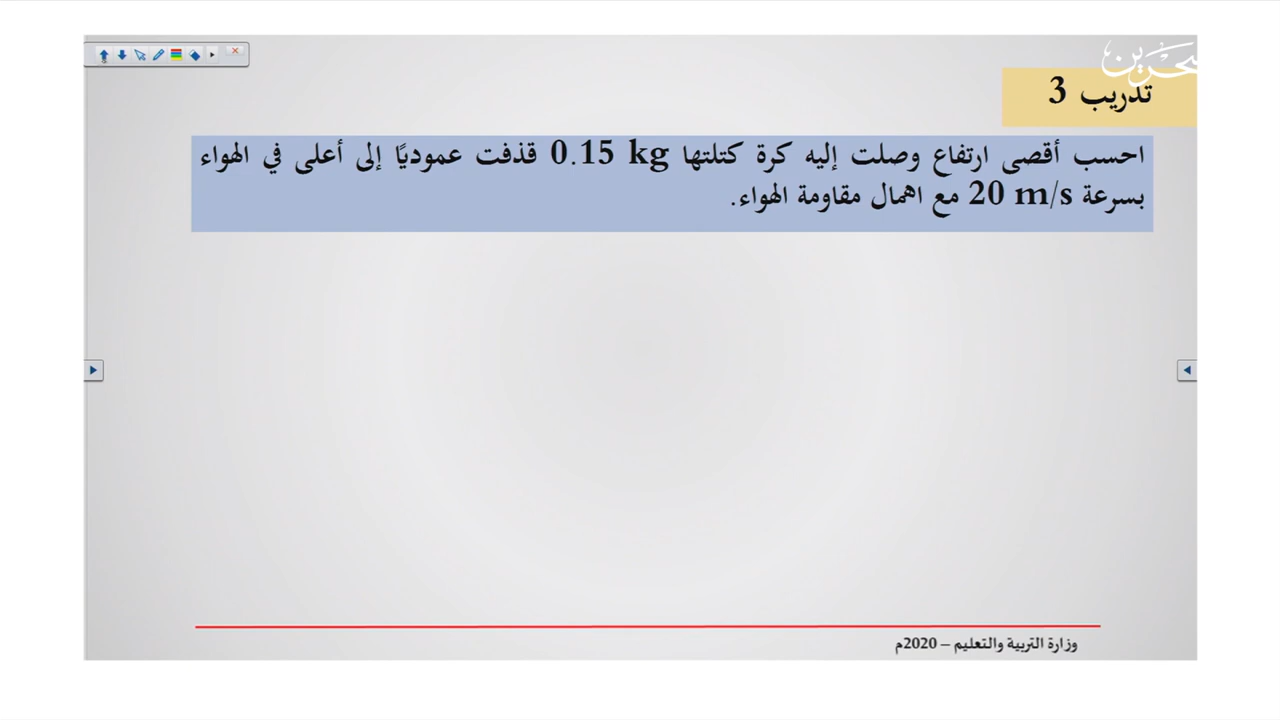 البحرين
تدريب 3
احسب أقصى ارتفاع وصلت إليه كرة كتلتها 0.15 kg قذفت عموديًا إلى أعلى في الهواء
بسرعة 20 m/s مع اهمال مقاومة الهواء.
وزارة التربية والتعليم – 2020م